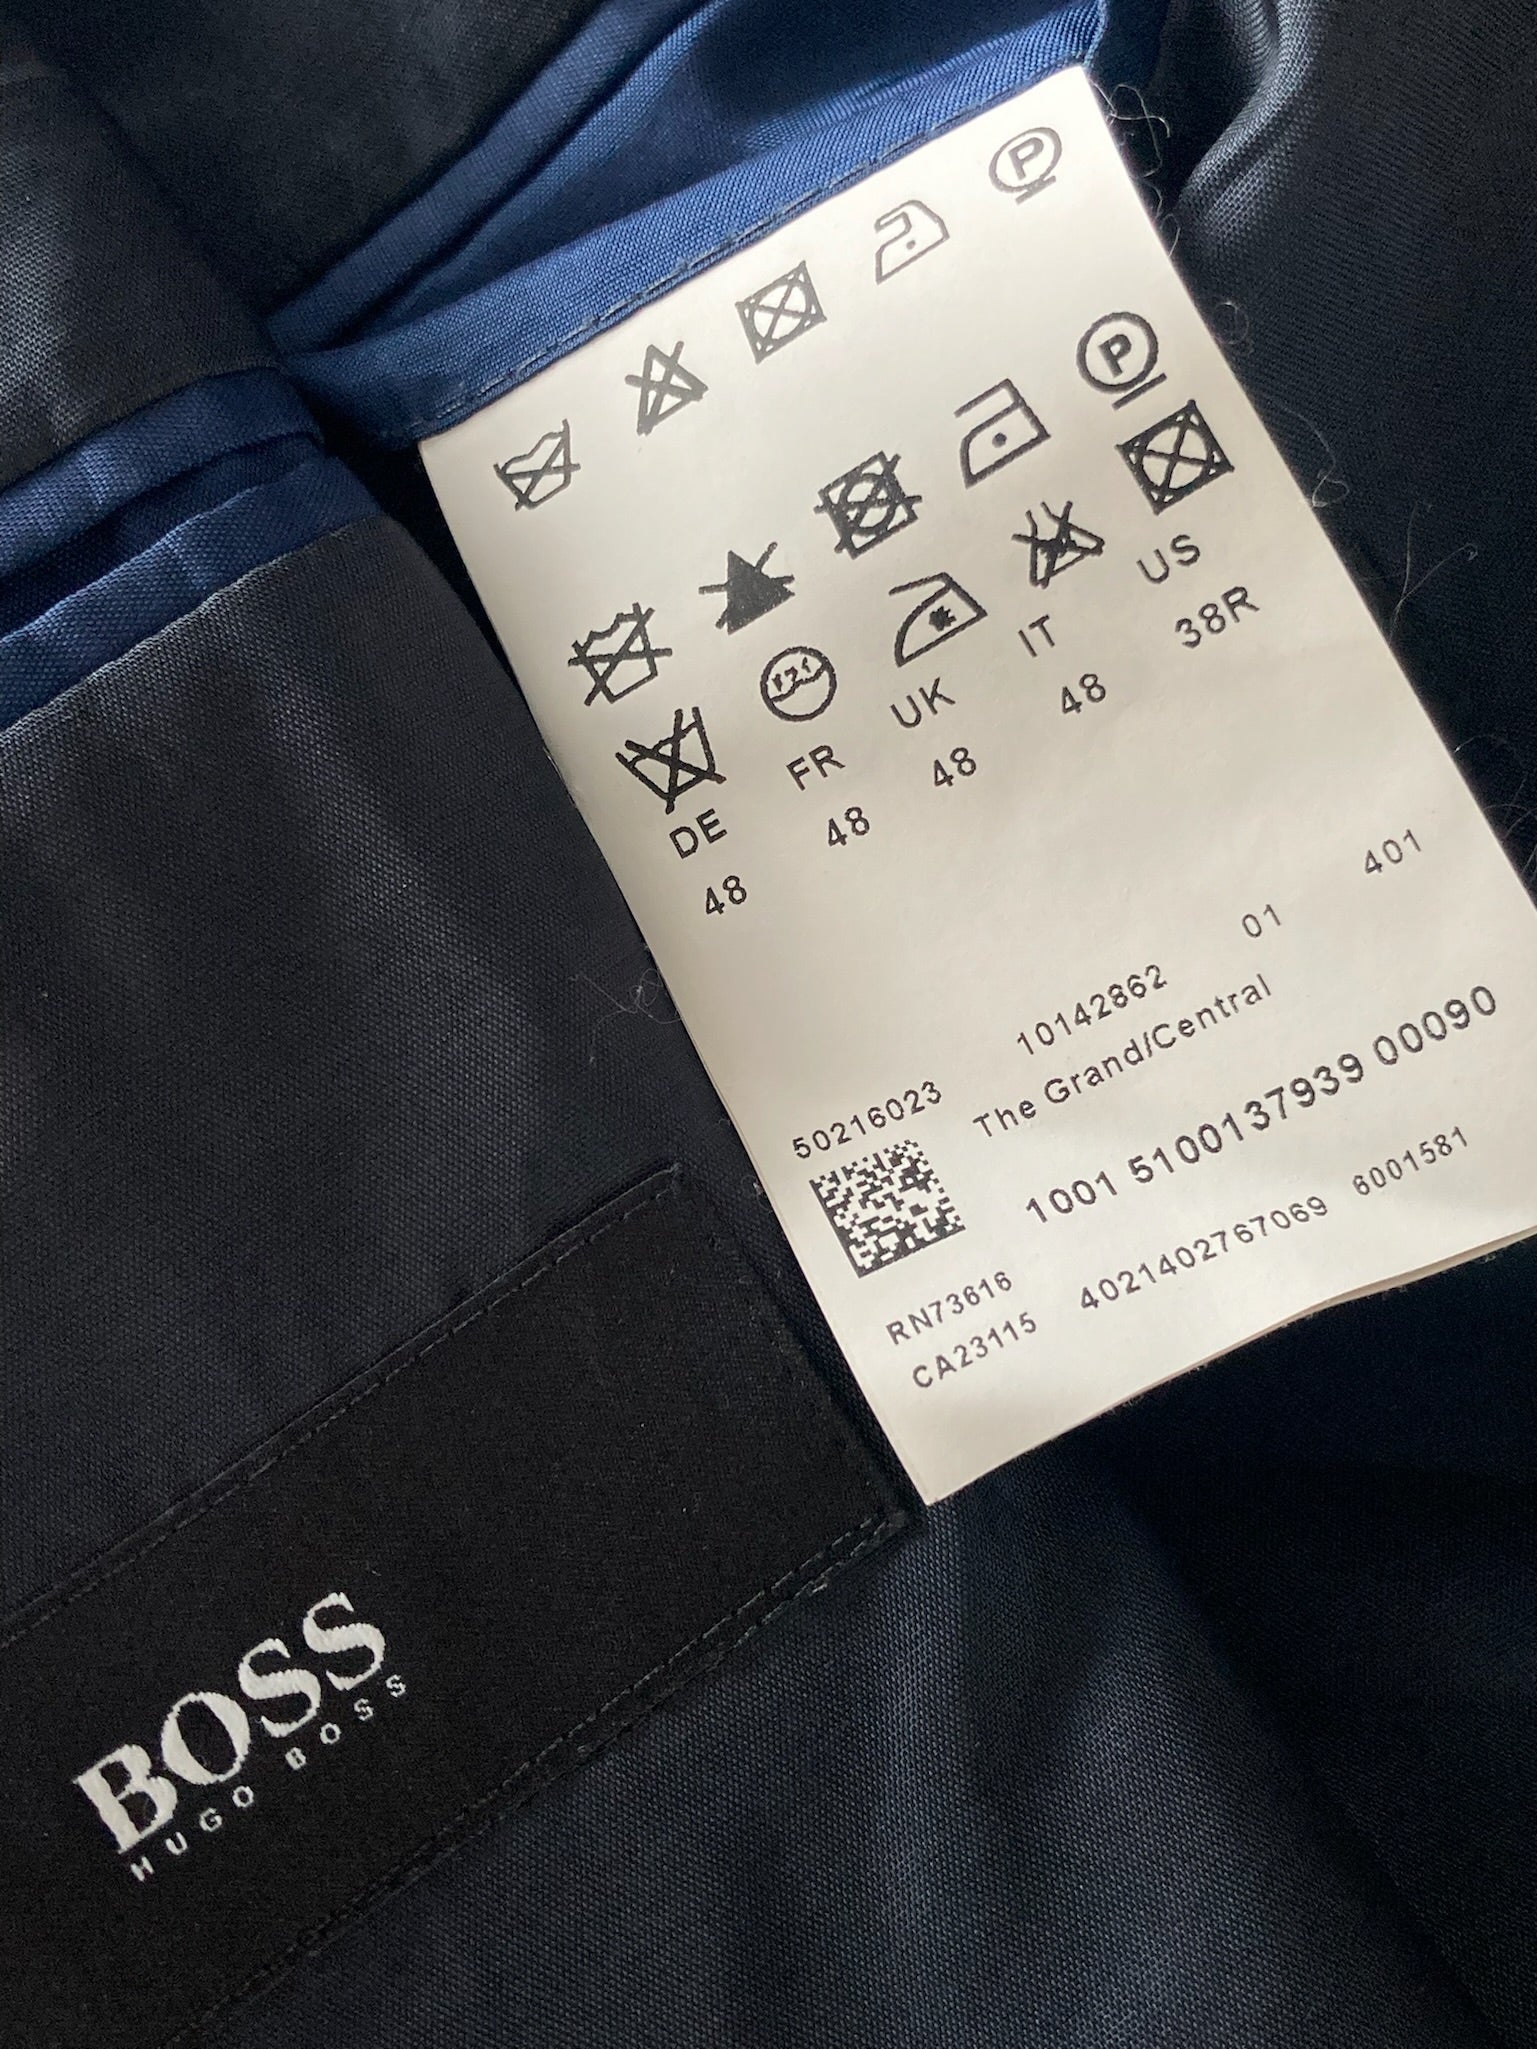 P
P
DE FR UK IT US
48 48 48 48 38R
50216023 10142862 01 401
The Grand/Central
1001 5100137939 00090
RN73616
CA23115 4021402767069 6001581
BOSS
HUGO BOSS